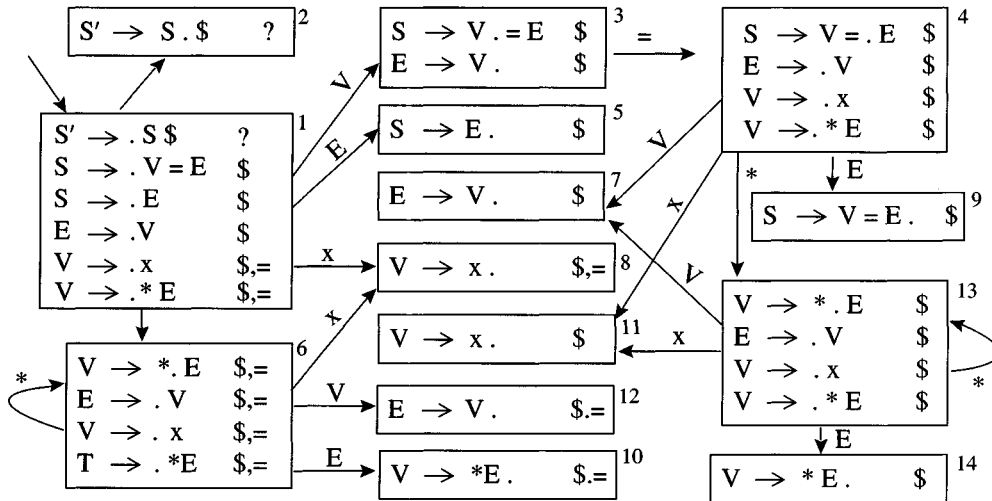 2
S' → S . $ ?
1
S' → . S $ ?
S → . V = E $
S → . E $
E → . V $
V → . x $,=
V → . * E $,=
6
V → * . E $,=
E → . V $,=
V → . x $,=
T → . *E $,=
*
V
E
x
x
V
E
3
S → V . = E $
E → V . $
=
5
S → E . $
7
E → V . $
8
V → x . $,=
11
V → x . $
12
E → V . $.=
10
V → *E . $.=
4
S → V = . E $
E → . V $
V → . x $
V → . * E $
V
x
*
E
9
S → V = E . $
V
x
13
V → * . E $
E → . V $
V → . x $
V → . * E $
*
E
14
V → * E . $